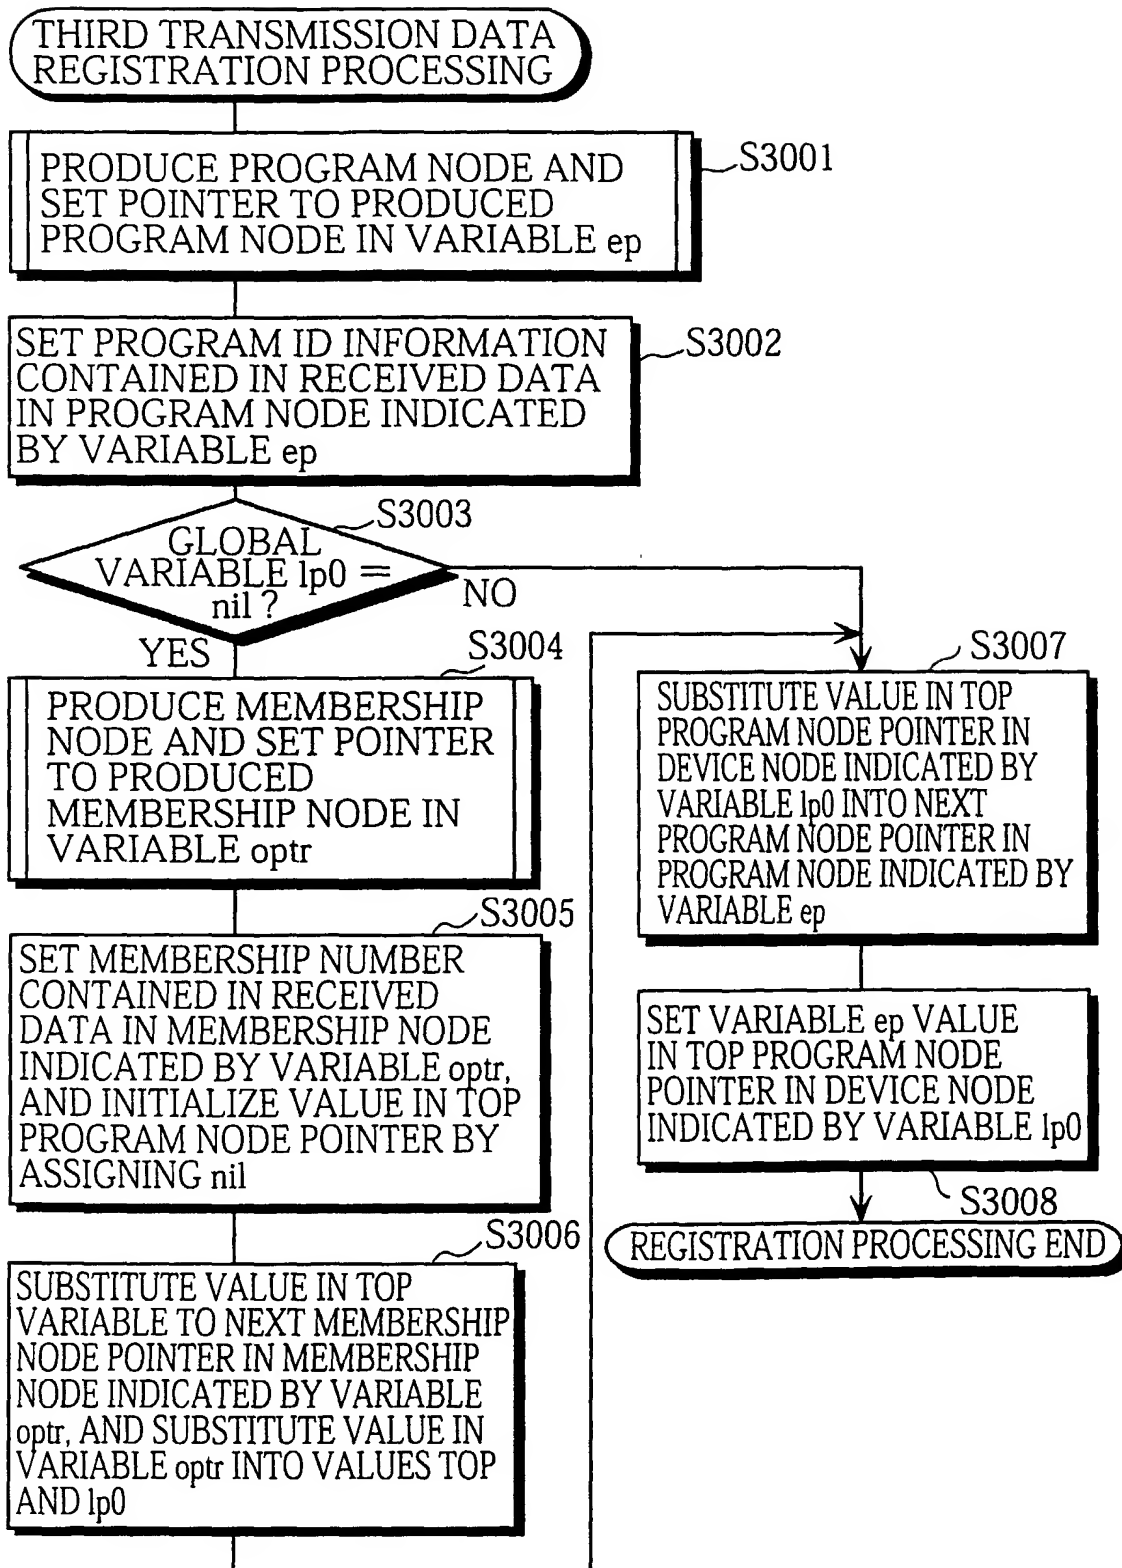 THIRD TRANSMISSION DATA
REGISTRATION PROCESSING
PRODUCE PROGRAM NODE AND
SET POINTER TO PRODUCED
PROGRAM NODE IN VARIABLE ep
S3001
SET PROGRAM ID INFORMATION
CONTAINED IN RECEIVED DATA
IN PROGRAM NODE INDICATED
BY VARIABLE ep
S3002
S3003
GLOBAL
VARIABLE lp0 =
nil ?
NO
YES
S3004
PRODUCE MEMBERSHIP
NODE AND SET POINTER
TO PRODUCED
MEMBERSHIP NODE IN
VARIABLE optr
S3005
SET MEMBERSHIP NUMBER
CONTAINED IN RECEIVED
DATA IN MEMBERSHIP NODE
INDICATED BY VARIABLE optr,
AND INITIALIZE VALUE IN TOP
PROGRAM NODE POINTER BY
ASSIGNING nil
S3006
SUBSTITUTE VALUE IN TOP
VARIABLE TO NEXT MEMBERSHIP
NODE POINTER IN MEMBERSHIP
NODE INDICATED BY VARIABLE
optr, AND SUBSTITUTE VALUE IN
VARIABLE optr INTO VALUES TOP
AND lp0
S3007
SUBSTITUTE VALUE IN TOP
PROGRAM NODE POINTER IN
DEVICE NODE INDICATED BY
VARIABLE lp0 INTO NEXT
PROGRAM NODE POINTER IN
PROGRAM NODE INDICATED BY
VARIABLE ep
SET VARIABLE ep VALUE
IN TOP PROGRAM NODE
POINTER IN DEVICE NODE
INDICATED BY VARIABLE lp0
S3008
REGISTRATION PROCESSING END